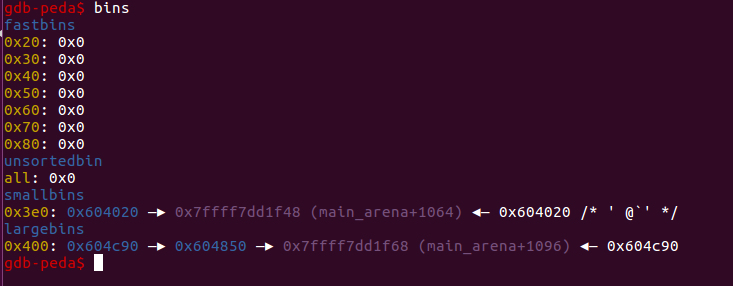 gdb-peda$ bins
fastbins
0x20: 0x0
0x30: 0x0
0x40: 0x0
0x50: 0x0
0x60: 0x0
0x70: 0x0
0x80: 0x0
unsortedbin
all: 0x0
smallbins
0x3e0: 0x604020 —▸ 0x7ffff7dd1f48 (main_arena+1064) ◂— 0x604020 /* ' @`' */
largebins
0x400: 0x604c90 —▸ 0x604850 —▸ 0x7ffff7dd1f68 (main_arena+1096) ◂— 0x604c90
gdb-peda$